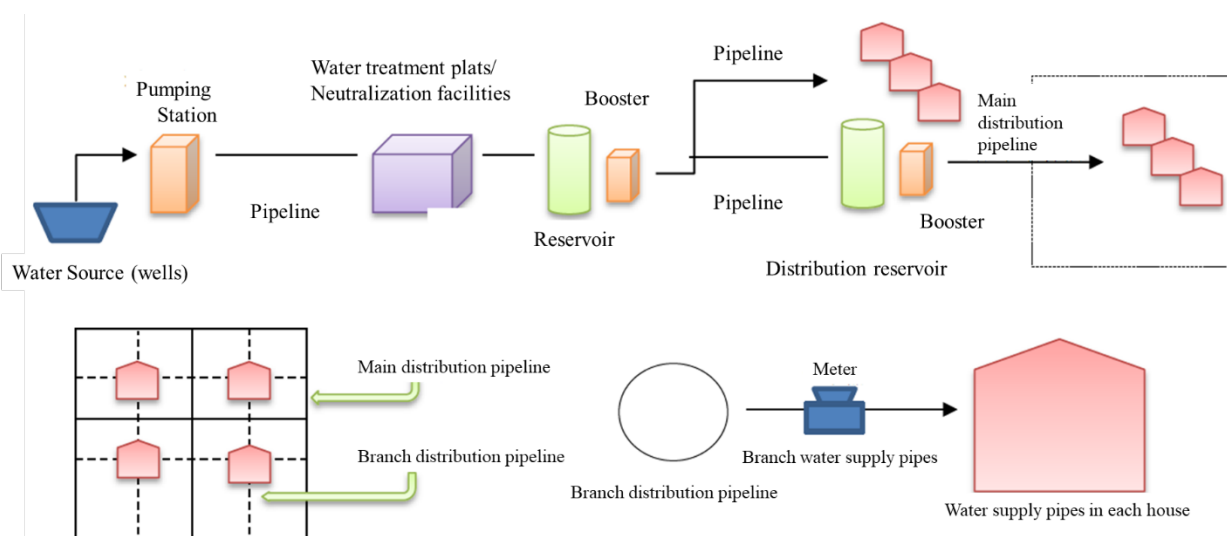 Pumping
Station
Water treatment plats/
Neutralization facilities
Booster
Pipeline
Main
distribution
pipeline
Pipeline
Pipeline
Reservoir
Booster
Water Source (wells)
Distribution reservoir
Main distribution pipeline
Branch distribution pipeline
Meter
Branch water supply pipes
Branch distribution pipeline
Water supply pipes in each house